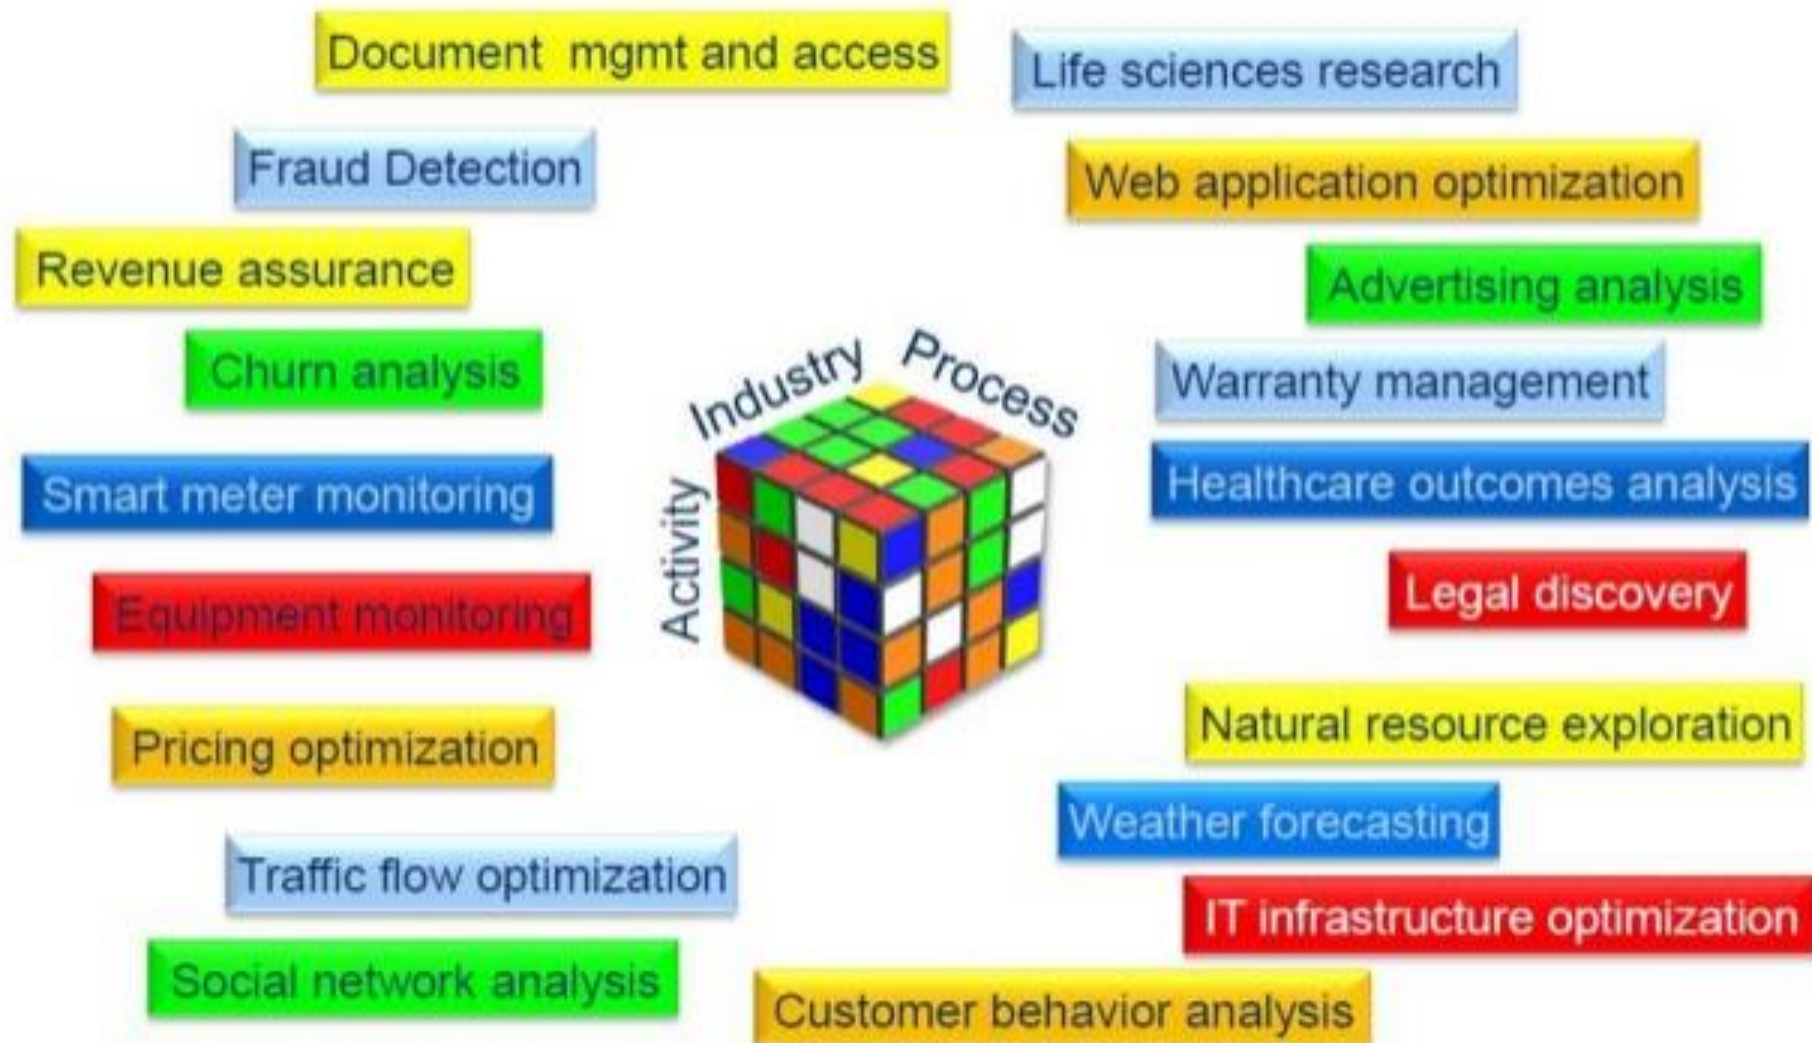 Document mgmt and access
Life sciences research
Fraud Detection
Web application optimization
Revenue assurance
Advertising analysis
Churn analysis
Industry
Process
Warranty management
Activity
Smart meter monitoring
Healthcare outcomes analysis
Equipment monitoring
Legal discovery
Pricing optimization
Natural resource exploration
Weather forecasting
Traffic flow optimization
IT infrastructure optimization
Social network analysis
Customer behavior analysis